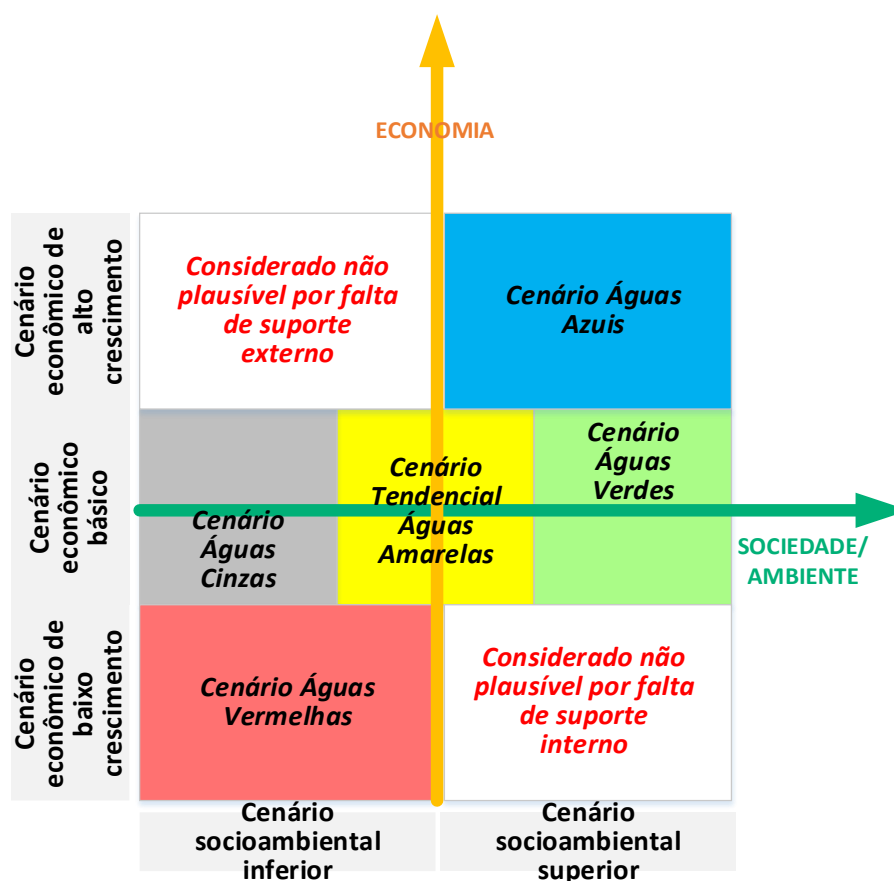 ECONOMIA
Cenário
econômico de
alto
crescimento
Considerado não
plausível por falta
de suporte
externo
Cenário Águas
Azuis
Cenário
econômico
básico
Cenário
Águas
Cinzas
Cenário
Tendencial
Águas
Amarelas
Cenário
Águas
Verdes
SOCIEDADE/
AMBIENTE
Cenário
econômico de
baixo
crescimento
Cenário Águas
Vermelhas
Considerado não
plausível por falta
de suporte
interno
Cenário
socioambiental
inferior
Cenário
socioambiental
superior